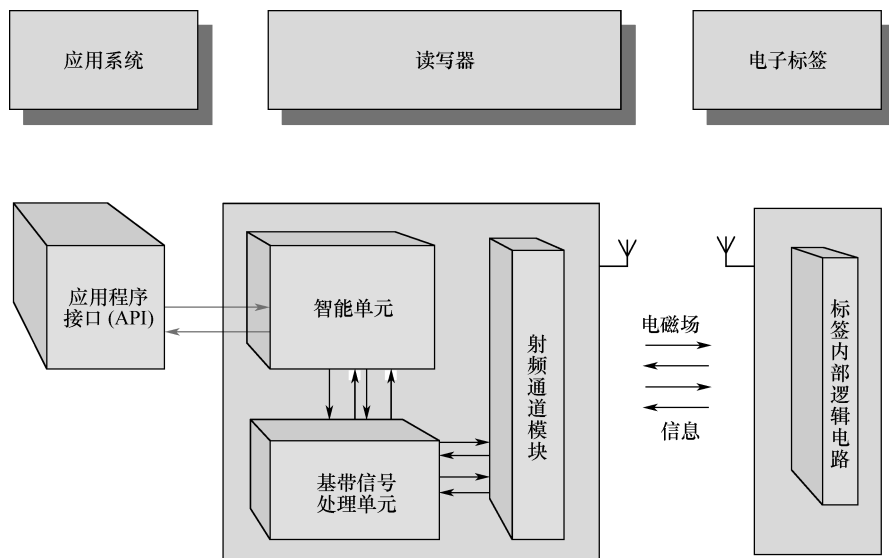 应用系统
读写器
电子标签
应用程序
接口 (API)
智能单元
基带信号
处理单元
射频通道模块
电磁场
信息
标签内部逻辑电路